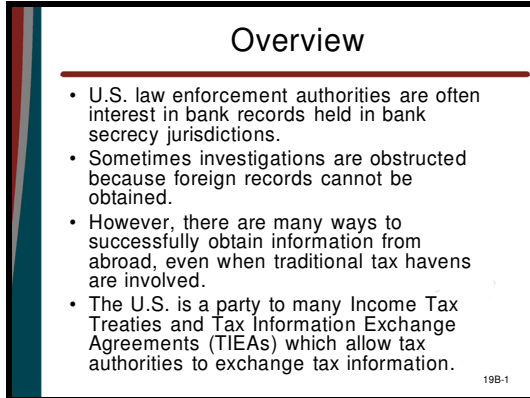 Overview
• U.S. law enforcement authorities are often
interest in bank records held in bank
secrecy jurisdictions.
• Sometimes investigations are obstructed
because foreign records cannot be
obtained.
• However, there are many ways to
successfully obtain information from
abroad, even when traditional tax havens
are involved.
• The U.S. is a party to many Income Tax
Treaties and Tax Information Exchange
Agreements (TIEAs) which allow tax
authorities to exchange tax information.
19B-1